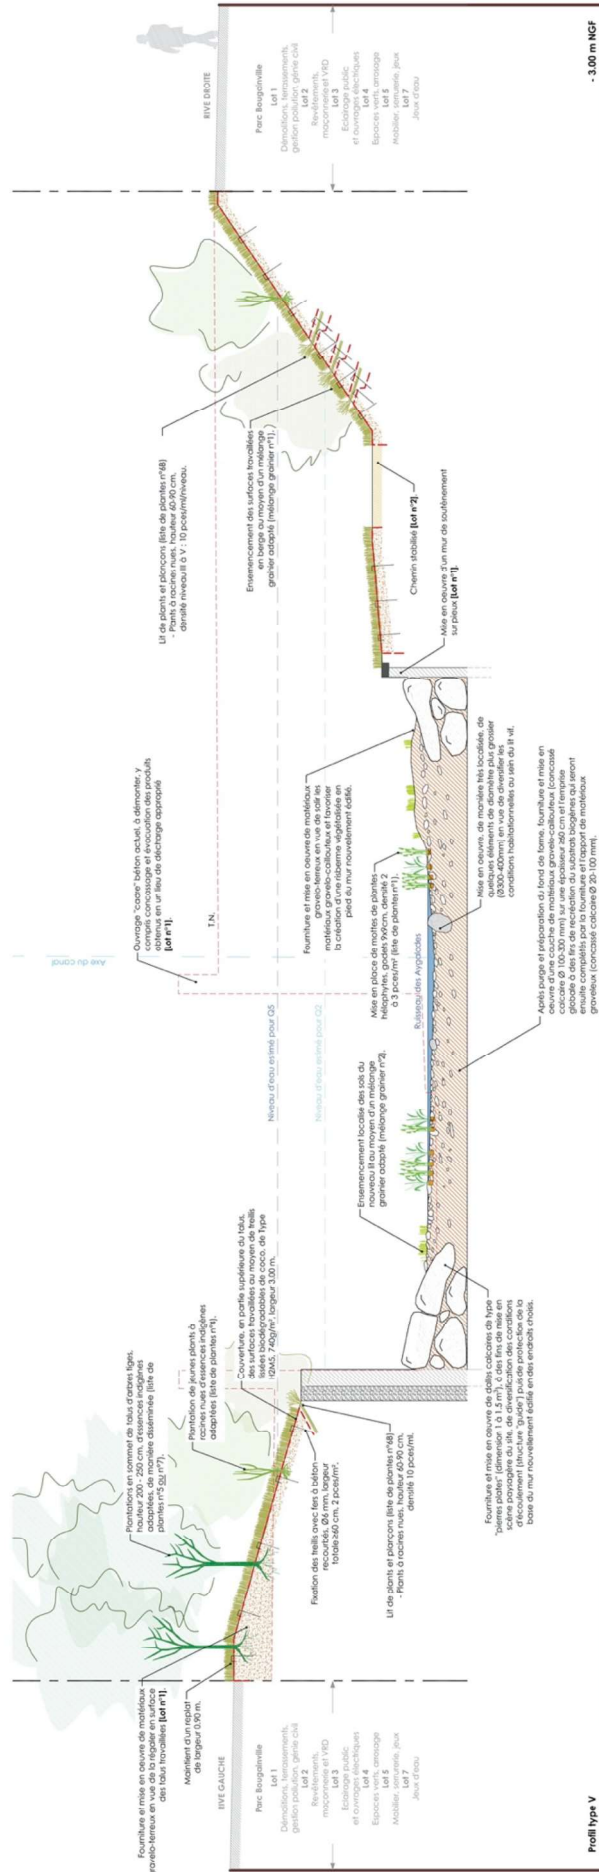 Fourniture et mise en oeuvre de matériaux
gravelo-terreux en vue de la régaler en surface
des talus travaillées [Lot n°1].
Maintient d'un replat
de largeur 0.90 m.
RIVE GAUCHE
Parc Bougainville
Lot 1
Démolitions, terrassements,
gestion pollution, génie civil
Lot 2
Revêtements,
maçonnerie et VRD
Lot 3
Eclairage public
et ouvrages électriques
Lot 4
Espaces verts, arrosage
Lot 5
Mobilier, serrurerie, jeux
Lot 7
Jeux d'eau
Profil type V
Plantations en sommet de talus d'arbres tiges,
hauteur 200 - 250 cm, d'essences indigènes
adaptées, de manière disséminée (liste de
plantes n°5 ou n°7).
Plantation de jeunes plants à
racines nues d'essences indigènes
adaptées (liste de plantes n°1).
Couverture, en partie supérieure du talus,
des surfaces travaillées au moyen de treillis
tissées biodégradables de coco, de Type
H2M5, 740g/m², largeur 3.00 m.
Fixation des treillis avec fers à béton
recourbés, Ø6 mm, largeur
totale ≥60 cm, 2 pces/m².
Lit de plants et plançons (liste de plantes n°6B)
- Plants à racines nues, hauteur 60-90 cm,
densité 10 pces/ml.
Fourniture et mise en oeuvre de dalles calcaires de type
"pierres plates" (dimension 1 à 1.5 m³), à des fins de mise en
scène paysagère du site, de diversification des conditions
d'écoulement (structure "guide") puis de protection de la
base du mur nouvellement édifié en des endroits choisis.
Axe du canal
Ouvrage "cadre" béton actuel, à démonter, y
compris concassage et évacuation des produits
obtenus en un lieu de décharge approprié
[Lot n°1].
T.N.
Niveau d'eau estimé pour Q5
Niveau d'eau estimé pour Q2
Ensemencement localisé des sols du
nouveau lit au moyen d'un mélange
grainier adapté (mélange grainier n°2).
Ruisseau des Aygalades
Fourniture et mise en oeuvre de matériaux
gravelo-terreux en vue de salir les
matériaux gravelo-caillouteux et favoriser
la création d'une risberme végétalisée en
pied du mur nouvellement édifié.
Mise en place de mottes de plantes
hélophytes, godets 9x9cm, densité 2
à 3 pces/m² (liste de plantes n°1).
Mise en oeuvre, de manière très localisée, de
quelques éléments de diamètre plus grossier
(Ø300-400mm) en vue de diversifier les
conditions habitationnelles au sein du lit vif.
Après purge et préparation du fond de forme, fourniture et mise en
oeuvre d'une couche de matériaux gravelo-caillouteux (concassé
calcaire Ø 100-300 mm) sur une épaisseur ≥60 cm et l'emprise
globale à des fins de recréation du substrats biogènes qui seront
ensuite complétés par la fourniture et l'apport de matériaux
graveleux (concassé calcaire Ø 20-100 mm).
Lit de plants et plançons (liste de plantes n°6B)
- Plants à racines nues, hauteur 60-90 cm,
densité niveau III à V : 10 pces/ml/niveau.
Ensemencement des surfaces travaillées
en berge au moyen d'un mélange
grainier adapté (mélange grainier n°1).
Chemin stabilisé [Lot n°2].
Mise en oeuvre d'un mur de soutènement
sur pieux [Lot n°1].
RIVE DROITE
Parc Bougainville
Lot 1
Démolitions, terrassements,
gestion pollution, génie civil
Lot 2
Revêtements,
maçonnerie et VRD
Lot 3
Eclairage public
et ouvrages électriques
Lot 4
Espaces verts, arrosage
Lot 5
Mobilier, serrurerie, jeux
Lot 7
Jeux d'eau
- 3.00 m NGF